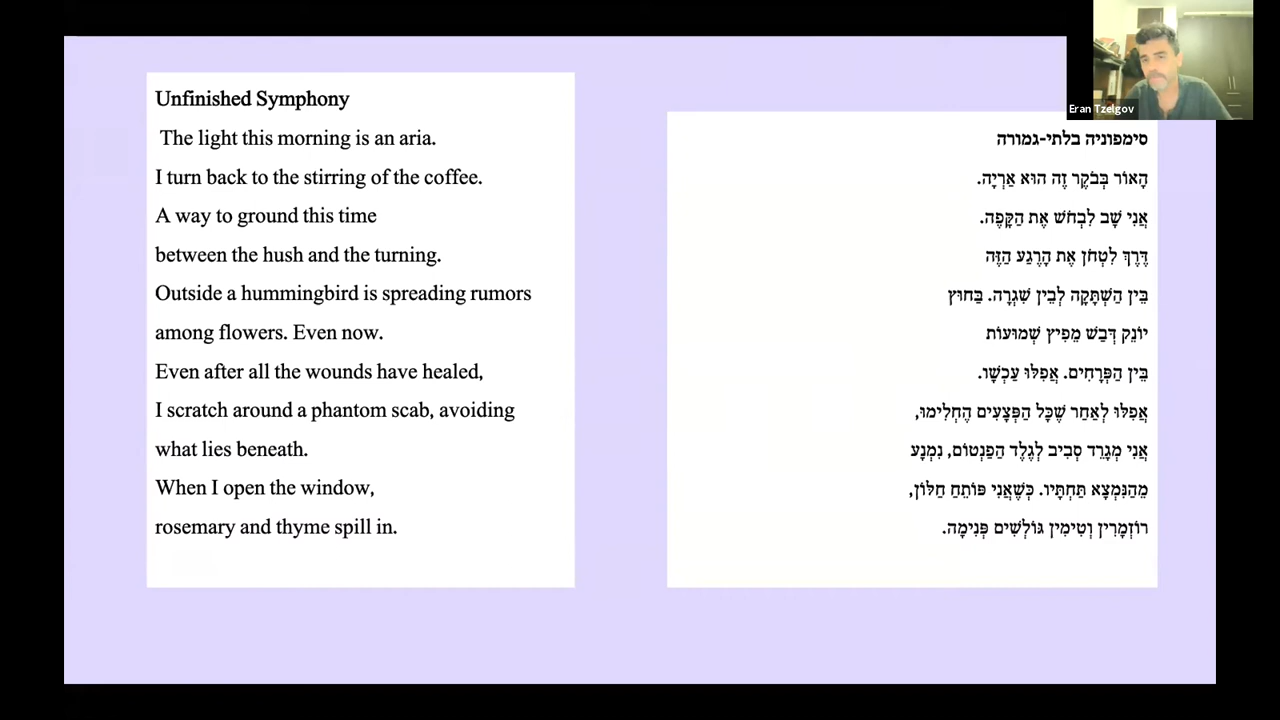 Unfinished Symphony
The light this morning is an aria.
I turn back to the stirring of the coffee.
A way to ground this time
between the hush and the turning.
Outside a hummingbird is spreading rumors
among flowers. Even now.
Even after all the wounds have healed,
I scratch around a phantom scab, avoiding
what lies beneath.
When I open the window,
rosemary and thyme spill in.
סימפוניה בלתי-גמורה
הָאוֹר בְּבֹקֶר זֶה הוּא אַרְיָה.
אֲנִי שָׁב לִבְחֹשׁ אֶת הַקָּפֶה.
דֶּרֶךְ לִטְחֹן אֶת הָרֶגַע הַזֶּה
בֵּין הַשְׁתָּקָה לְבֵין שִׁגְרָה. בַּחוּץ
יוֹנֵק דְּבַשׁ מֵפִיץ שְׁמוּעוֹת
בֵּין הַפְּרָחִים. אֲפִלּוּ עַכְשָׁו.
אֲפִלּוּ לְאַחַר שֶׁכָּל הַפְּצָעִים הֶחְלִימוּ,
אֲנִי מְגָרֵד סְבִיב לְגֶלֶד הַפַנְטוֹם, נִמְנָע
מֵהַנִּמְצָא תַּחְתָּיו. כְּשֶׁאֲנִי פּוֹתֵחַ חַלּוֹן,
רוֹזְמָרִין וְטִימִין גּוֹלְשִׁים פְּנִימָה.
Eran Tzelgov